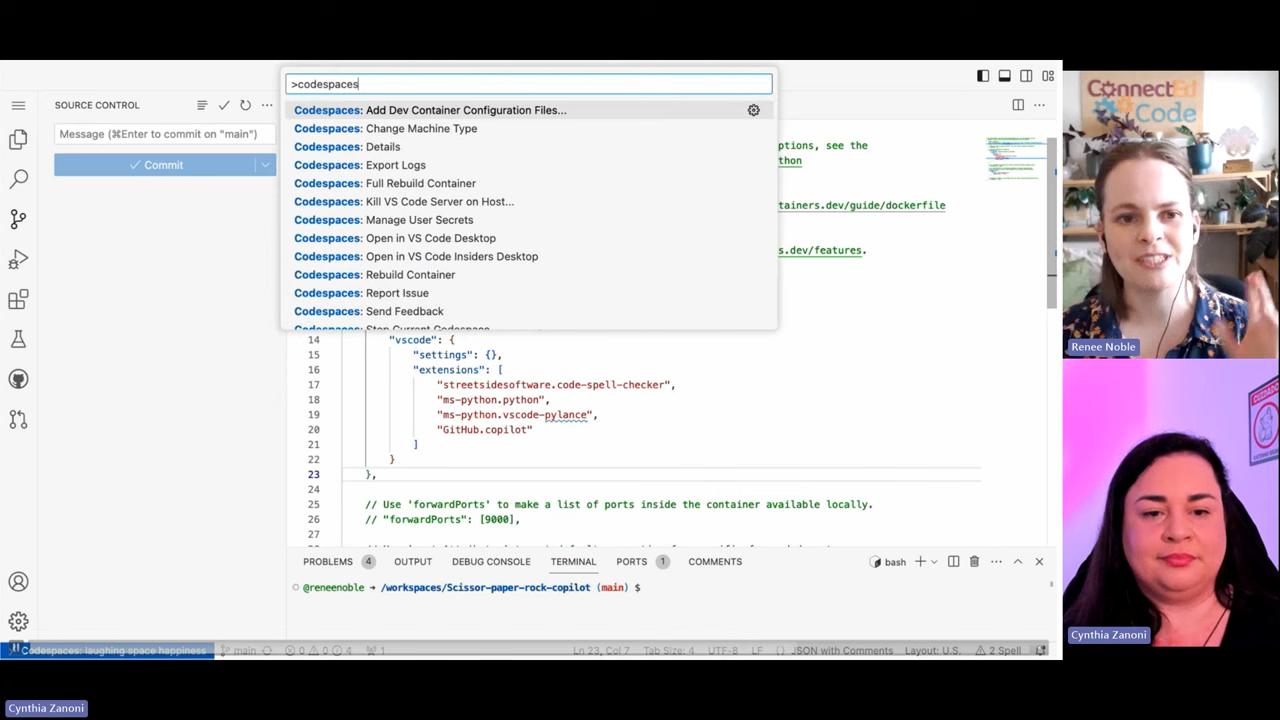 >codespaces
SOURCE CONTROL
Message (⌘Enter to commit on "main")
Commit
Codespaces: Add Dev Container Configuration Files...
Codespaces: Change Machine Type
Codespaces: Details
Codespaces: Export Logs
Codespaces: Full Rebuild Container
Codespaces: Kill VS Code Server on Host...
Codespaces: Manage User Secrets
Codespaces: Open in VS Code Desktop
Codespaces: Open in VS Code Insiders Desktop
Codespaces: Rebuild Container
Codespaces: Report Issue
Codespaces: Send Feedback
Codespaces: Stop Current Codespace
ptions, see the
thon
tainers.dev/guide/dockerfile
s.dev/features.
14 "vscode": {
15 "settings": {},
16 "extensions": [
17 "streetsidesoftware.code-spell-checker",
18 "ms-python.python",
19 "ms-python.vscode-pylance",
20 "GitHub.copilot"
21 ]
22 }
23 },
24
25 // Use 'forwardPorts' to make a list of ports inside the container available locally.
26 // "forwardPorts": [9000],
27
PROBLEMS 4 OUTPUT DEBUG CONSOLE TERMINAL PORTS 1 COMMENTS
bash
@reneenoble → /workspaces/Scissor-paper-rock-copilot (main) $
Codespaces: laughing space happiness main 0 0 4 1 Ln 23, Col 7 Tab Size: 4 UTF-8 LF {} JSON with Comments Layout: U.S. 2 Spell
ConnectEd
Code
Renee Noble
Cynthia Zanoni
Cynthia Zanoni